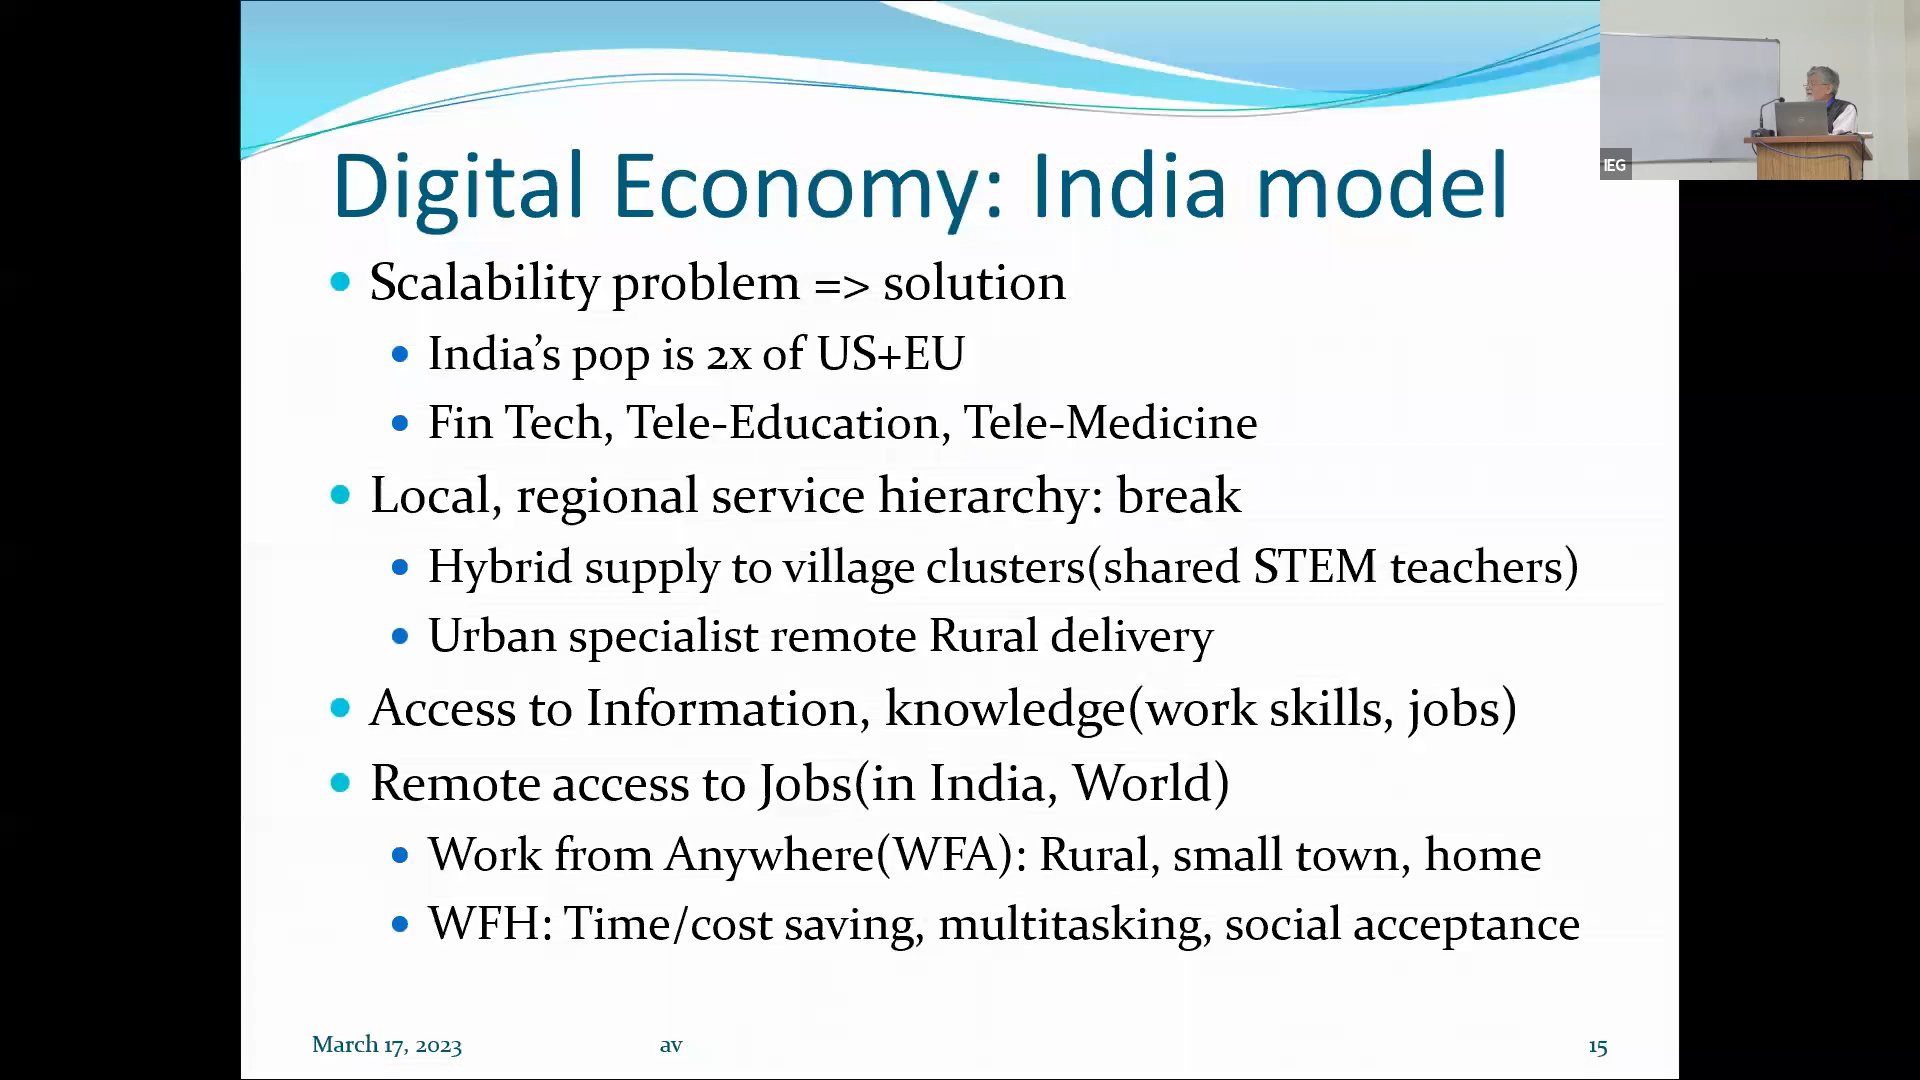 IEG
Digital Economy: India model
Scalability problem => solution
India's pop is 2x of US+EU
Fin Tech, Tele-Education, Tele-Medicine
Local, regional service hierarchy: break
Hybrid supply to village clusters(shared STEM teachers)
Urban specialist remote Rural delivery
Access to Information, knowledge(work skills, jobs)
Remote access to Jobs(in India, World)
Work from Anywhere(WFA): Rural, small town, home
WFH: Time/cost saving, multitasking, social acceptance
March 17, 2023
av
15